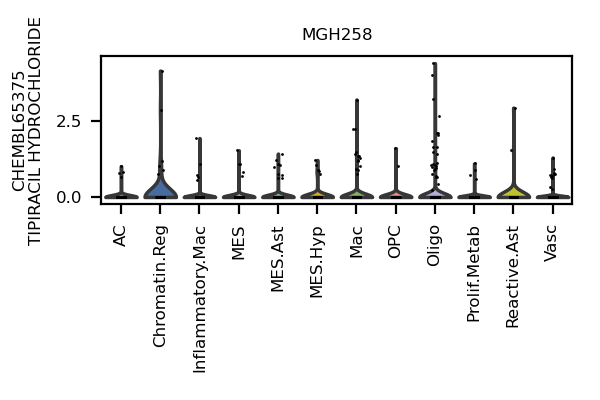 MGH258
CHEMBL65375
TIPIRACIL HYDROCHLORIDE
2.5
0.0
AC
Chromatin.Reg
Inflammatory.Mac
MES
MES.Ast
MES.Hyp
Mac
OPC
Oligo
Prolif.Metab
Reactive.Ast
Vasc